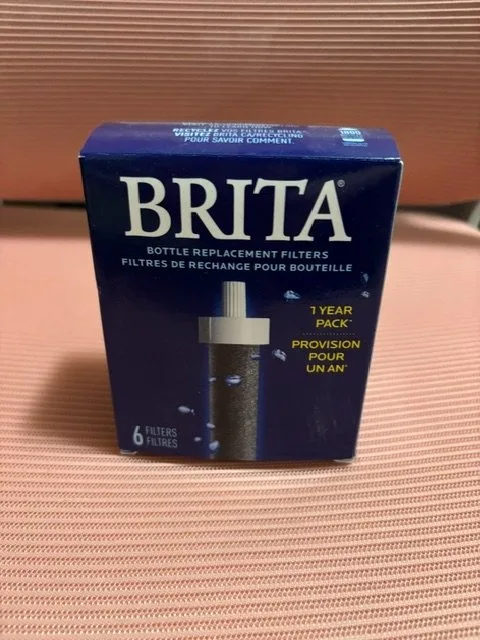 RECYCLEZ VOS FILTRES BRITA
VISITEZ BRITA.CA/RECYCLING
POUR SAVOIR COMMENT.
BRITA®
BOTTLE REPLACEMENT FILTERS
FILTRES DE RECHANGE POUR BOUTEILLE
1 YEAR
PACK*
PROVISION
POUR
UN AN*
6 FILTERS
FILTRES